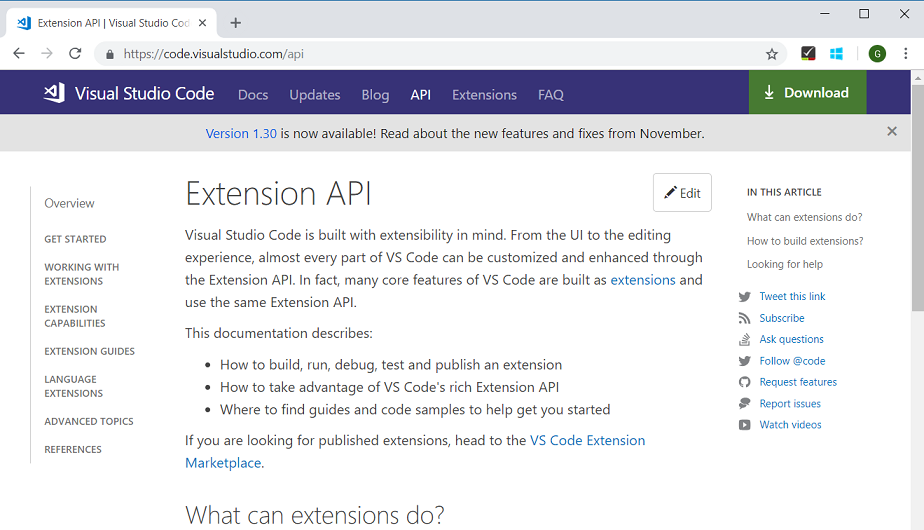 Extension API | Visual Studio Cod
https://code.visualstudio.com/api
G
Visual Studio Code Docs Updates Blog API Extensions FAQ Download
Version 1.30 is now available! Read about the new features and fixes from November.
Overview
GET STARTED
WORKING WITH
EXTENSIONS
EXTENSION
CAPABILITIES
EXTENSION GUIDES
LANGUAGE
EXTENSIONS
ADVANCED TOPICS
REFERENCES
Extension API
Edit
Visual Studio Code is built with extensibility in mind. From the UI to the editing
experience, almost every part of VS Code can be customized and enhanced through
the Extension API. In fact, many core features of VS Code are built as extensions and
use the same Extension API.
This documentation describes:
• How to build, run, debug, test and publish an extension
• How to take advantage of VS Code's rich Extension API
• Where to find guides and code samples to help get you started
If you are looking for published extensions, head to the VS Code Extension
Marketplace.
What can extensions do?
IN THIS ARTICLE
What can extensions do?
How to build extensions?
Looking for help
Tweet this link
Subscribe
Ask questions
Follow @code
Request features
Report issues
Watch videos